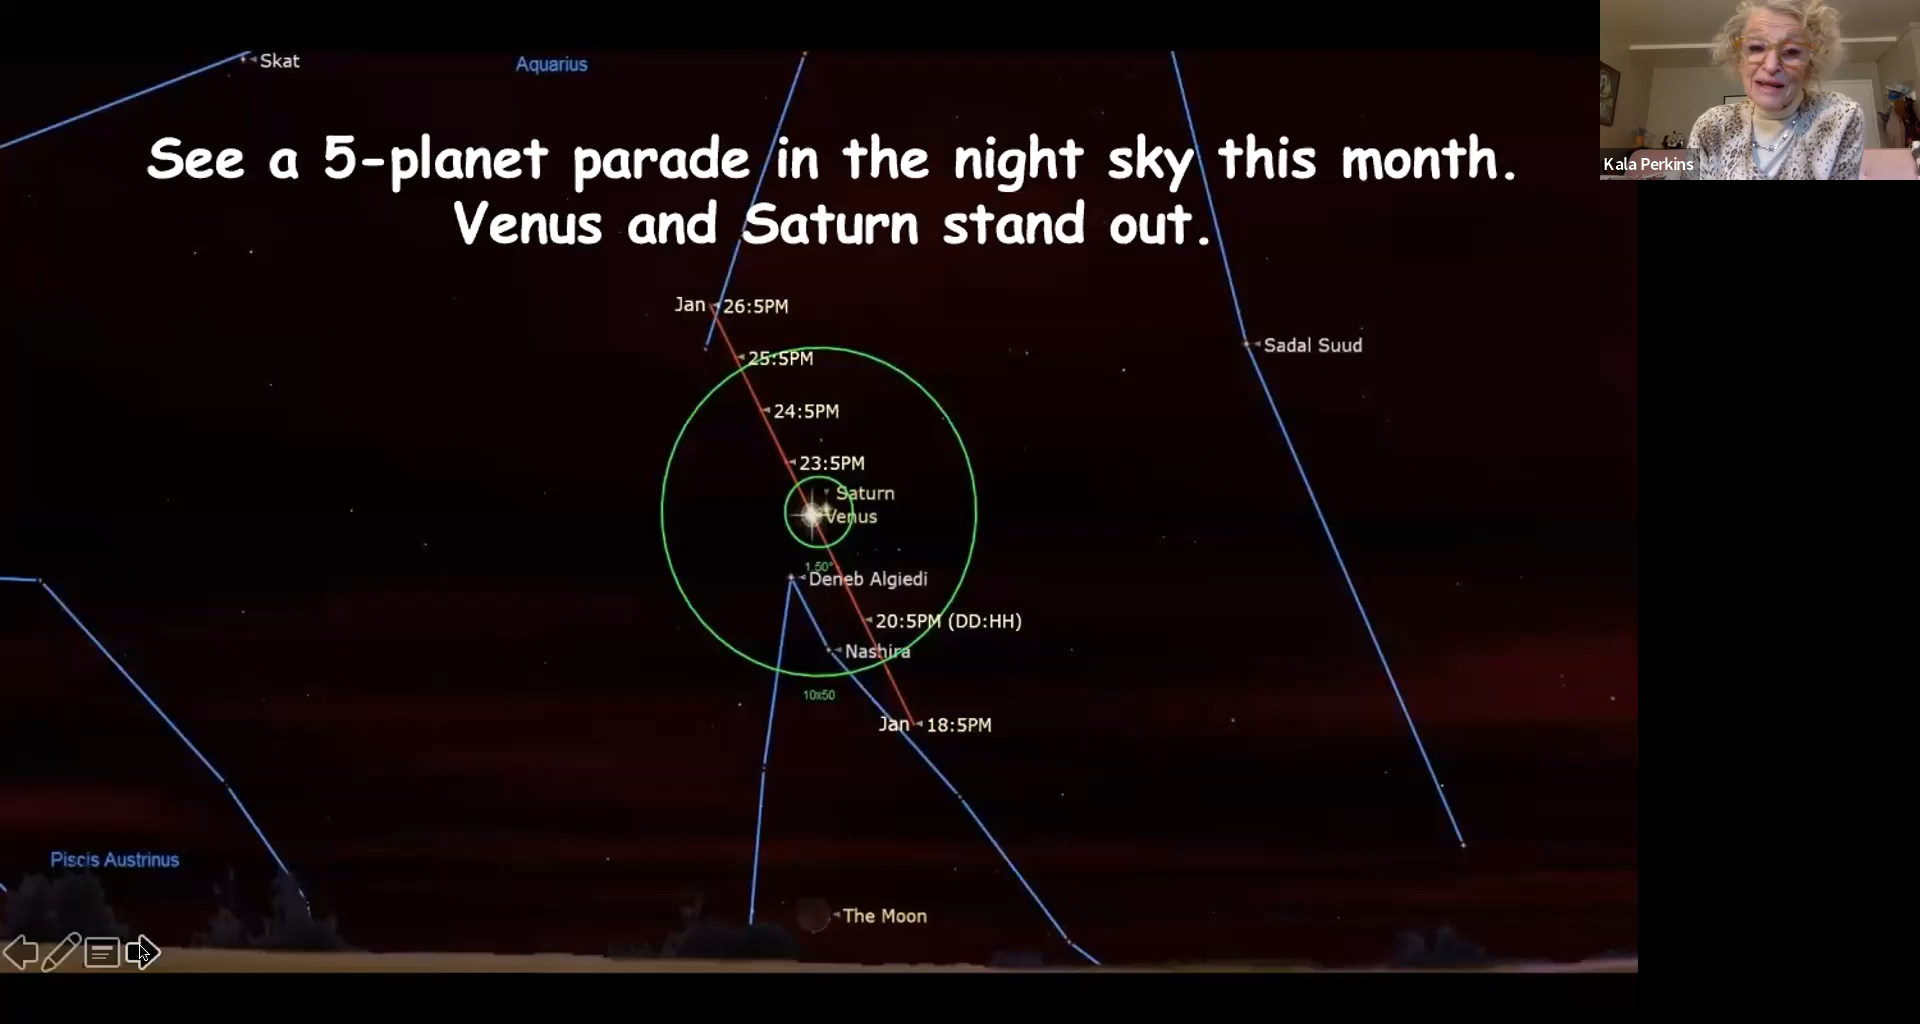 Skat
Aquarius
Kala Perkins
See a 5-planet parade in the night sky this month.
Venus and Saturn stand out.
Jan 26:5PM
Sadal Suud
25:5PM
24:5PM
23:5PM
Saturn
Venus
1.50°
Deneb Algiedi
20:5PM (DD:HH)
Nashira
10x50
Jan 18:5PM
Piscis Austrinus
The Moon